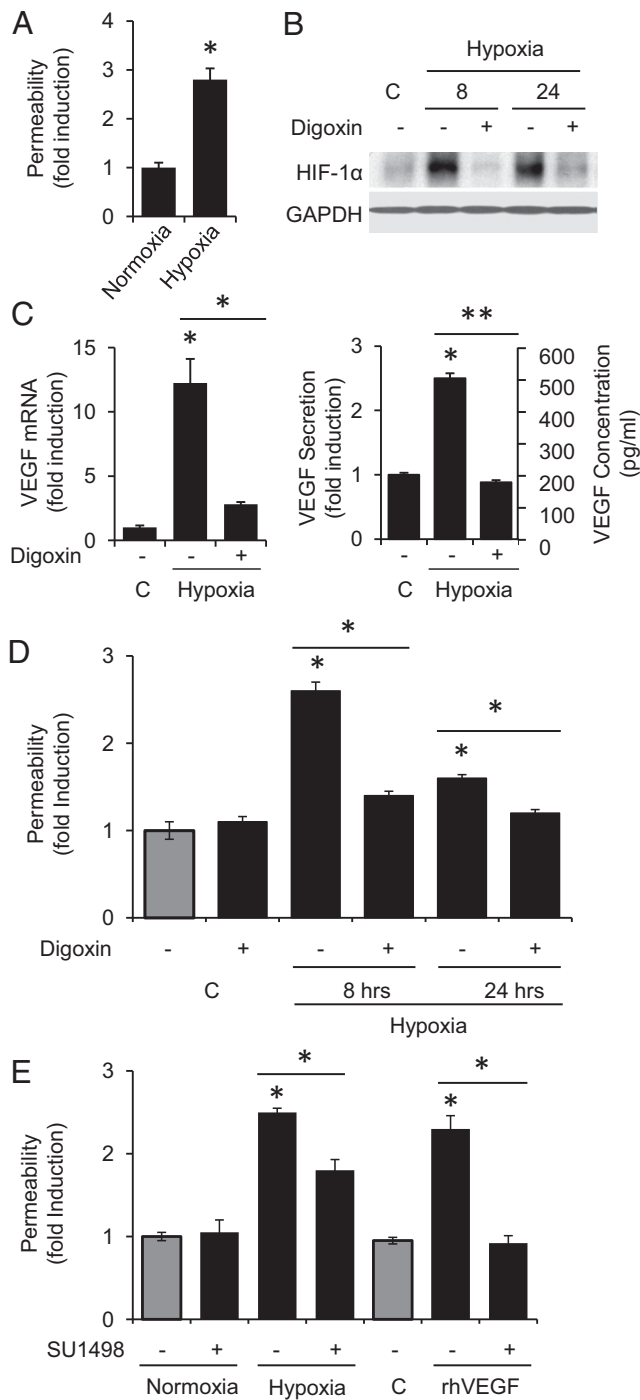 A
Permeability
(fold induction)
4
3
2
1
0
*
Normoxia
Hypoxia
B
Hypoxia
C 8 24
Digoxin - - + - +
HIF-1α
GAPDH
C
VEGF mRNA
(fold induction)
15
10
5
0
*
*
Digoxin - - +
C Hypoxia
VEGF Secretion
(fold induction)
3
2
1
0
**
*
600
500
400
300
200
100
0
VEGF Concentration
(pg/ml)
- - +
C Hypoxia
D
Permeability
(fold Induction)
3
2
1
0
*
*
*
*
Digoxin - + - + - +
C 8 hrs 24 hrs
Hypoxia
E
Permeability
(fold Induction)
3
2
1
0
*
*
*
*
SU1498 - + - + - - +
Normoxia Hypoxia C rhVEGF